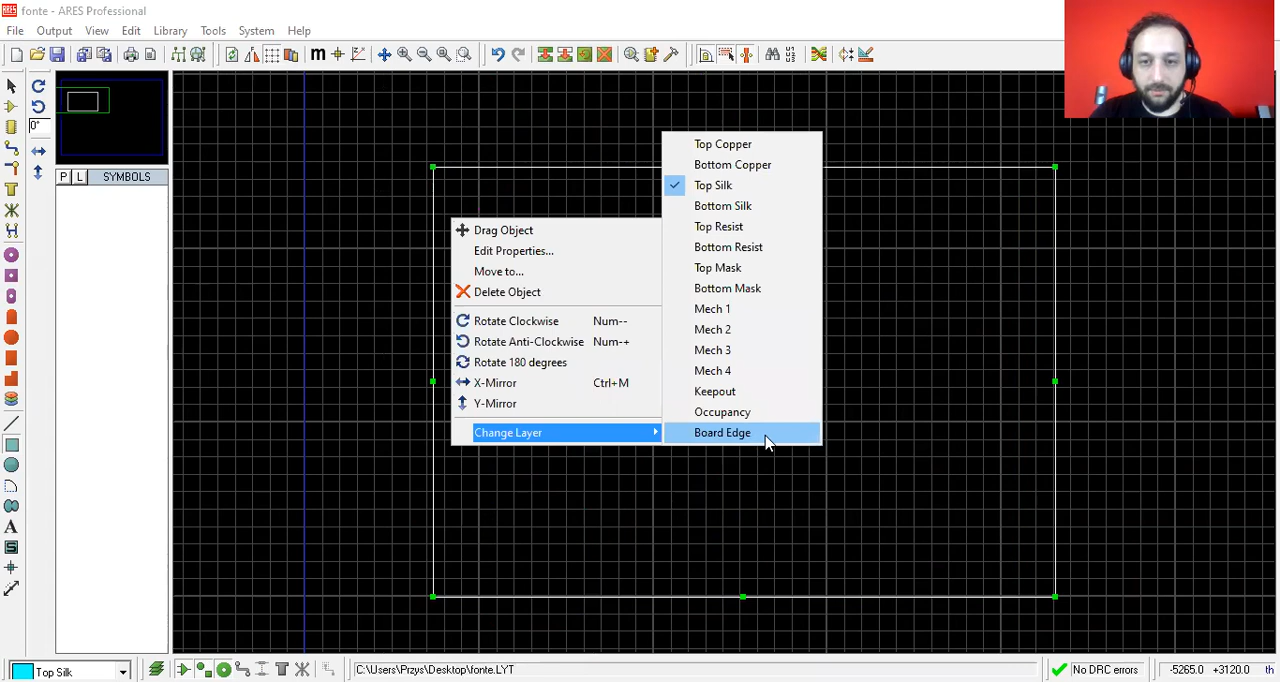 ARES
fonte - ARES Professional
File Output View Edit Library Tools System Help
m
0°
P L SYMBOLS
A
Drag Object
Edit Properties...
Move to...
Delete Object
Rotate Clockwise Num--
Rotate Anti-Clockwise Num-+
Rotate 180 degrees
X-Mirror Ctrl+M
Y-Mirror
Change Layer
Top Copper
Bottom Copper
Top Silk
Bottom Silk
Top Resist
Bottom Resist
Top Mask
Bottom Mask
Mech 1
Mech 2
Mech 3
Mech 4
Keepout
Occupancy
Board Edge
Top Silk
C:\Users\Przys\Desktop\fonte.LYT
No DRC errors
-5265.0 +3120.0 th